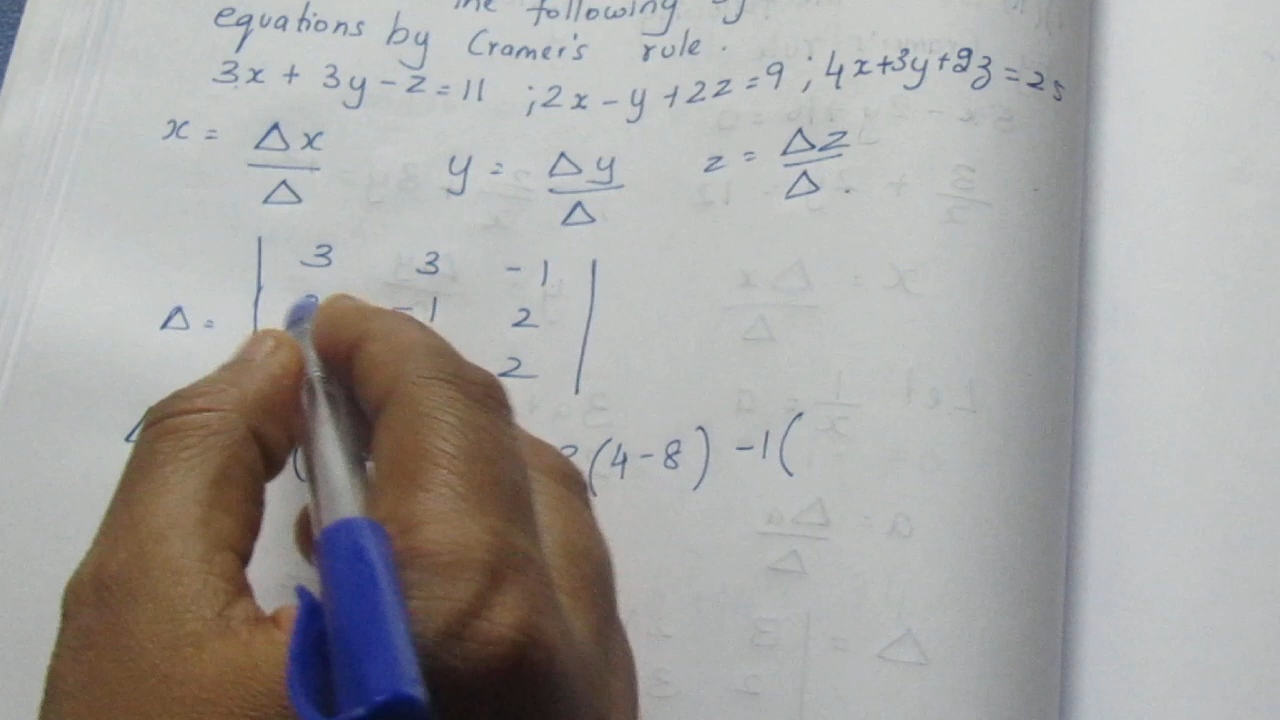 the following by
equations by Cramer's rule.
3x + 3y - z = 11 ; 2x - y + 2z = 9 ; 4x + 3y + 2z = 25
x = Δx/Δ y = Δy/Δ z = Δz/Δ.
3 3 -1
Δ = -1 2
2
(4-8) -1(